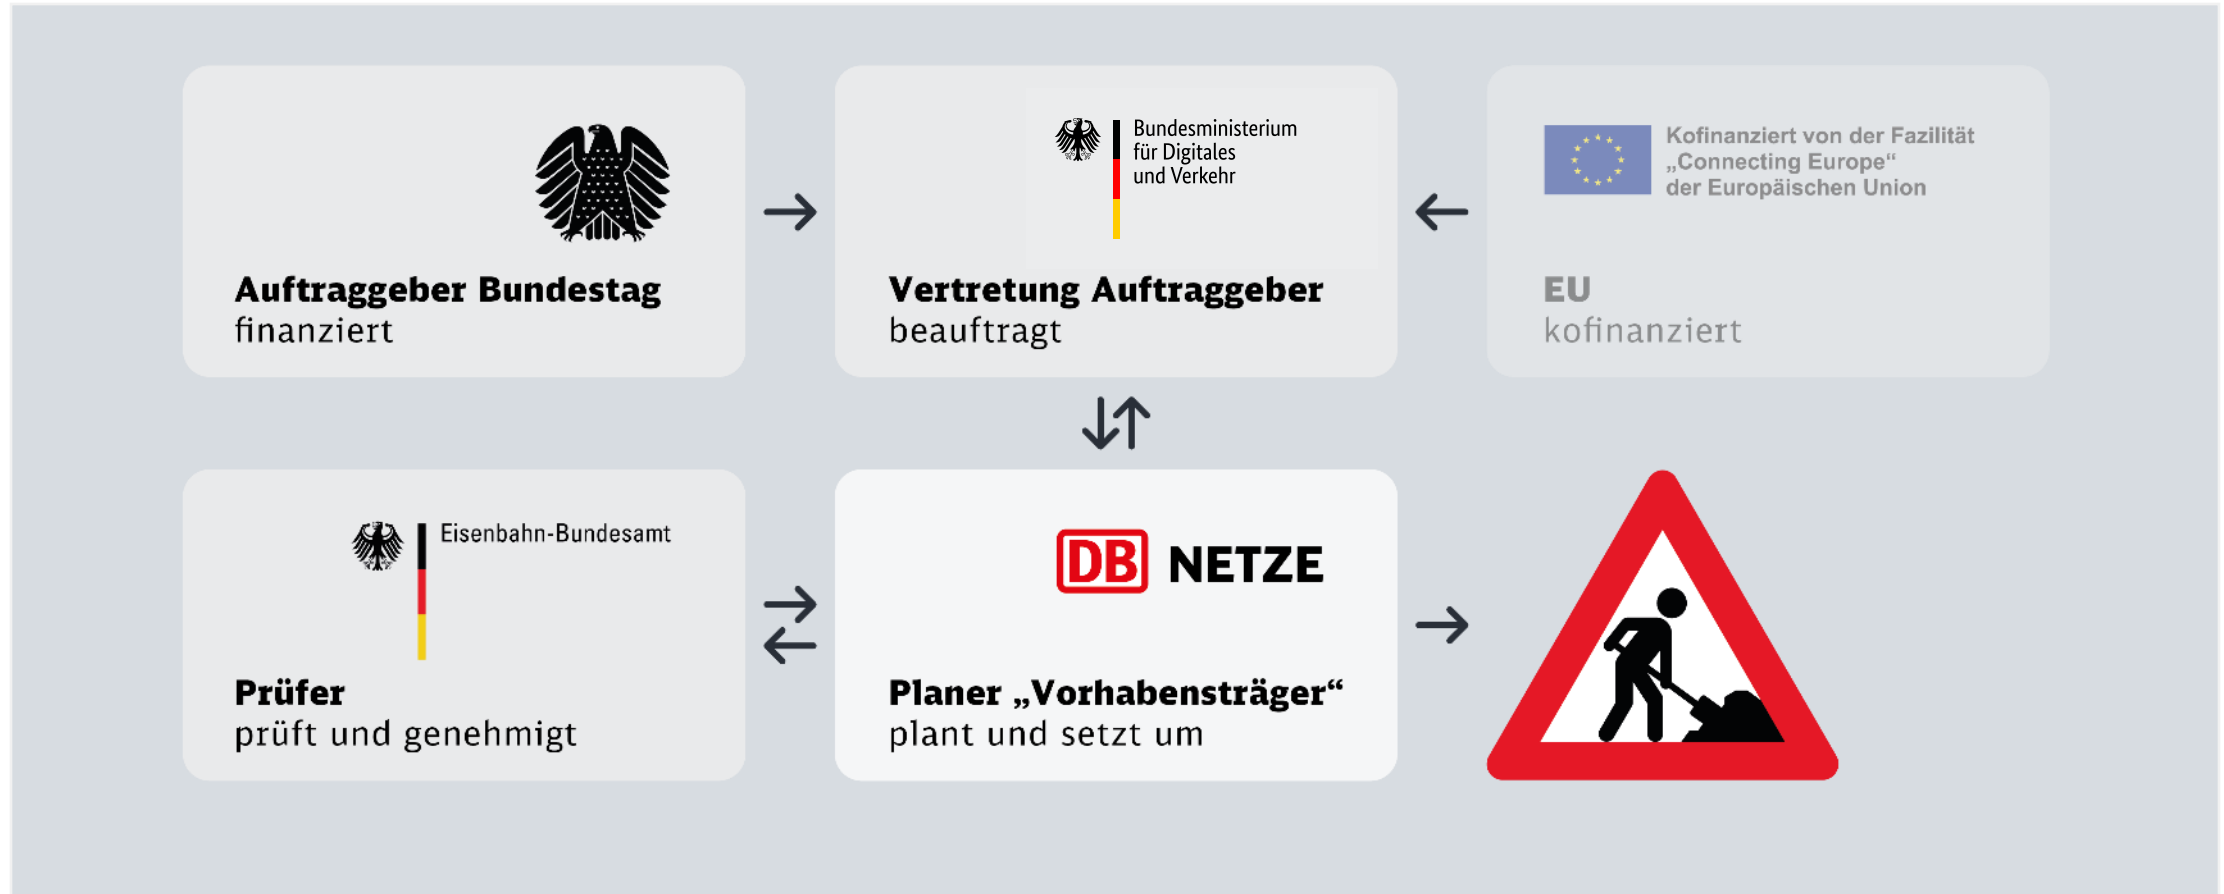 Auftraggeber Bundestag
finanziert
Bundesministerium
für Digitales
und Verkehr
Vertretung Auftraggeber
beauftragt
Kofinanziert von der Fazilität
„Connecting Europe“
der Europäischen Union
EU
kofinanziert
Eisenbahn-Bundesamt
Prüfer
prüft und genehmigt
DB NETZE
Planer „Vorhabensträger“
plant und setzt um